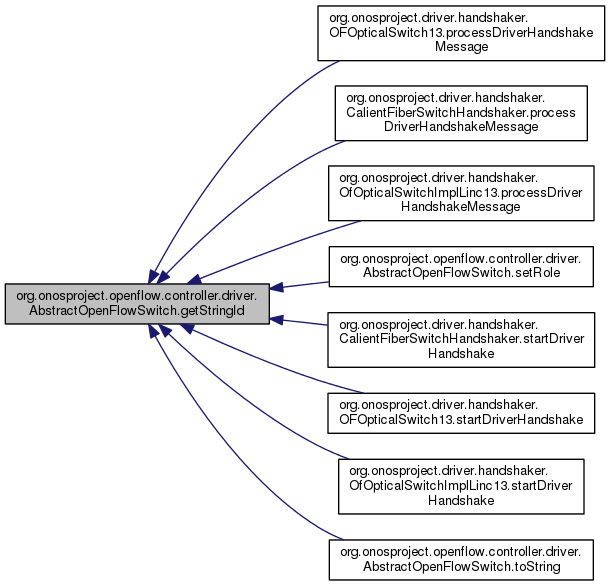 org.onosproject.driver.handshaker.
OFOpticalSwitch13.processDriverHandshake
Message
org.onosproject.driver.handshaker.
CalientFiberSwitchHandshaker.process
DriverHandshakeMessage
org.onosproject.driver.handshaker.
OfOpticalSwitchImplLinc13.processDriver
HandshakeMessage
org.onosproject.openflow.controller.driver.
AbstractOpenFlowSwitch.setRole
org.onosproject.openflow.controller.driver.
AbstractOpenFlowSwitch.getStringId
org.onosproject.driver.handshaker.
CalientFiberSwitchHandshaker.startDriver
Handshake
org.onosproject.driver.handshaker.
OFOpticalSwitch13.startDriverHandshake
org.onosproject.driver.handshaker.
OfOpticalSwitchImplLinc13.startDriver
Handshake
org.onosproject.openflow.controller.driver.
AbstractOpenFlowSwitch.toString